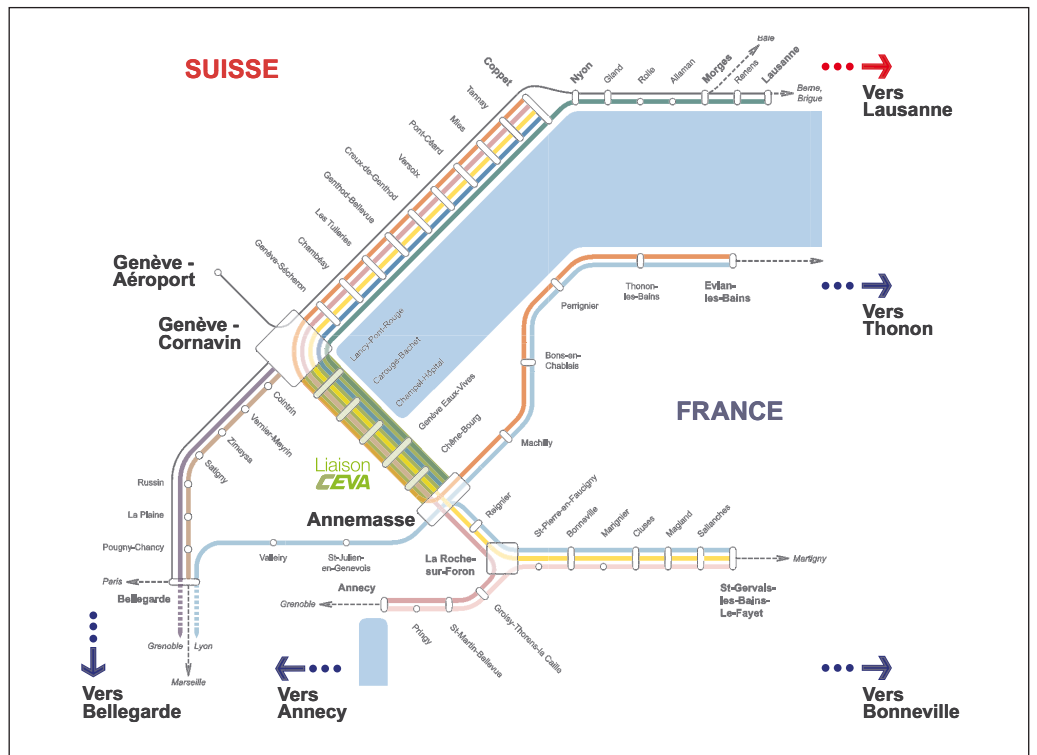 SUISSE
Vers
Lausanne
Bâle
Berne,
Brigue
Coppet
Tannay
Mies
Pont-Céard
Versoix
Creux-de-Genthod
Genthod-Bellevue
Les Tuileries
Chambésy
Genève-Sécheron
Nyon
Gland
Rolle
Allaman
Morges
Renens
Lausanne
Genève -
Aéroport
Genève -
Cornavin
Lancy-Pont-Rouge
Carouge-Bachet
Champel-Hôpital
Genève Eaux-Vives
Chêne-Bourg
Perrignier
Thonon-
les-Bains
Evian-
les-Bains
Vers
Thonon
Bons-en-
Chablais
Machilly
FRANCE
Cointrin
Vernier-Meyrin
Zimeysa
Satigny
Russin
La Plaine
Pougny-Chancy
Liaison
CEVA
Annemasse
Reignier
Valleiry
St-Julien-
en-Genevois
La Roche-
sur-Foron
St-Pierre-en-Faucigny
Bonneville
Marignier
Cluses
Magland
Sallanches
Martigny
St-Gervais-
les-Bains-
Le-Fayet
Paris
Bellegarde
Annecy
Grenoble
Pringy
St-Martin-Bellevue
Groisy-Thorens-la Caille
Grenoble
Lyon
Marseille
Vers
Bellegarde
Vers
Annecy
Vers
Bonneville